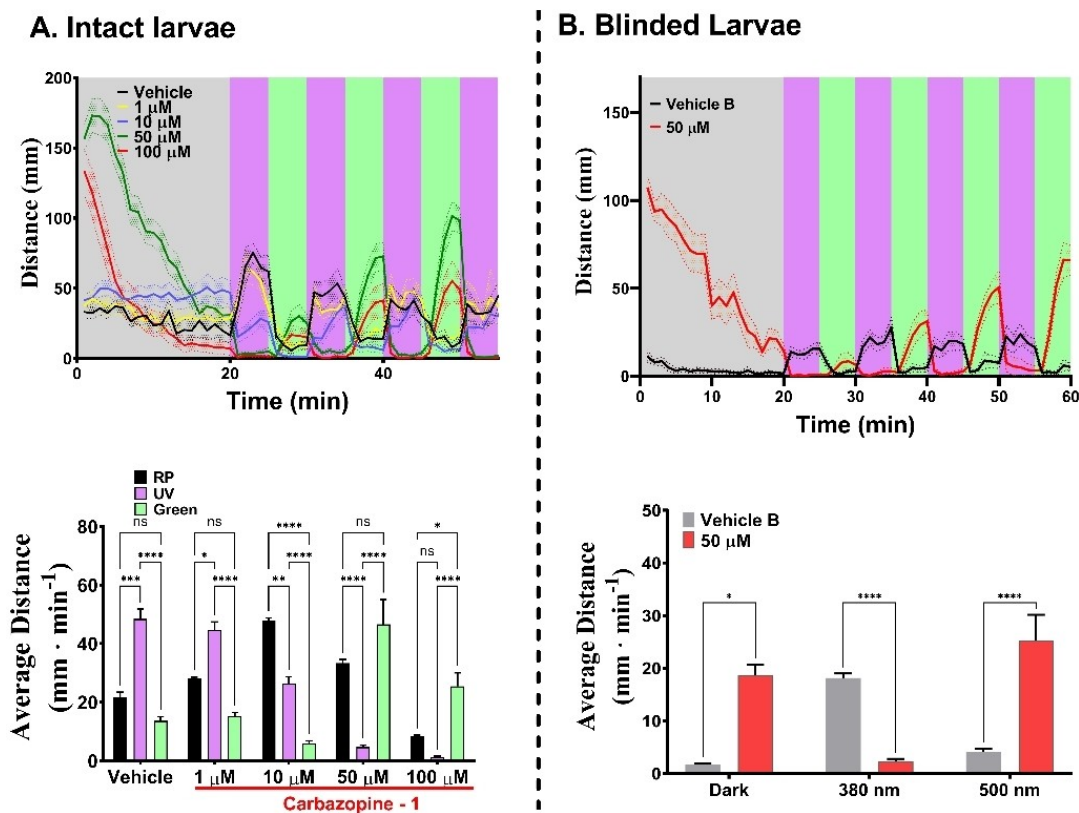 A. Intact larvae
B. Blinded Larvae
Distance (mm)
200
150
100
50
0
Vehicle
1 μM
10 μM
50 μM
100 μM
0
20
40
60
Time (min)
Distance (mm)
150
100
50
0
Vehicle B
50 μM
0
10
20
30
40
50
60
Time (min)
RP
UV
Green
Average Distance
(mm · min⁻¹)
80
60
40
20
0
ns
***
****
ns
*
****
****
**
****
ns
****
****
*
ns
****
Vehicle
1 μM
10 μM
50 μM
100 μM
Carbazopine - 1
Average Distance
(mm · min⁻¹)
50
40
30
20
10
0
Vehicle B
50 μM
*
****
****
Dark
380 nm
500 nm